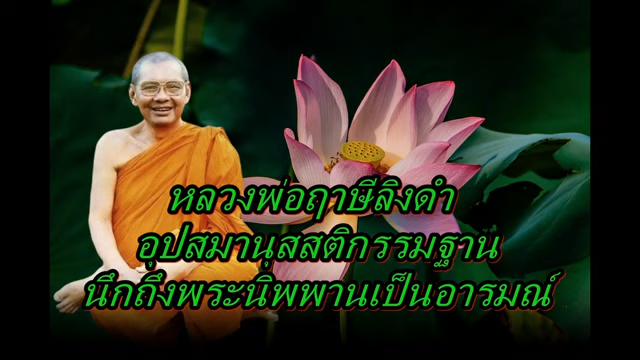 หลวงพ่อฤาษีลิงดำ
อุปสมานุสสติกรรมฐาน
นึกถึงพระนิพพานเป็นอารมณ์